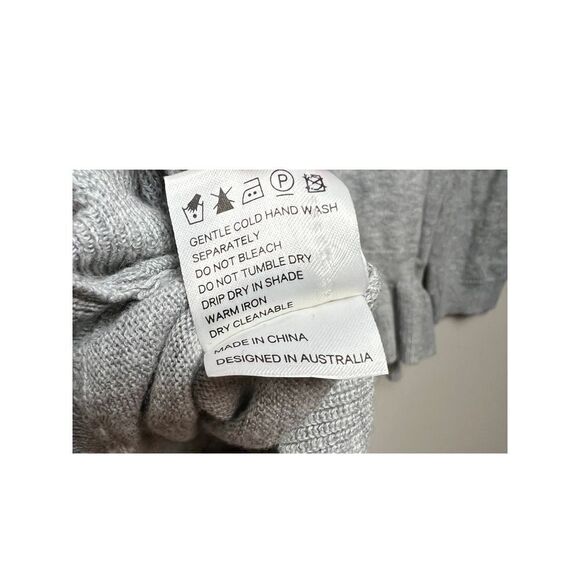 P
GENTLE COLD HAND WASH
SEPARATELY
DO NOT BLEACH
DO NOT TUMBLE DRY
DRIP DRY IN SHADE
WARM IRON
DRY CLEANABLE
MADE IN CHINA
DESIGNED IN AUSTRALIA